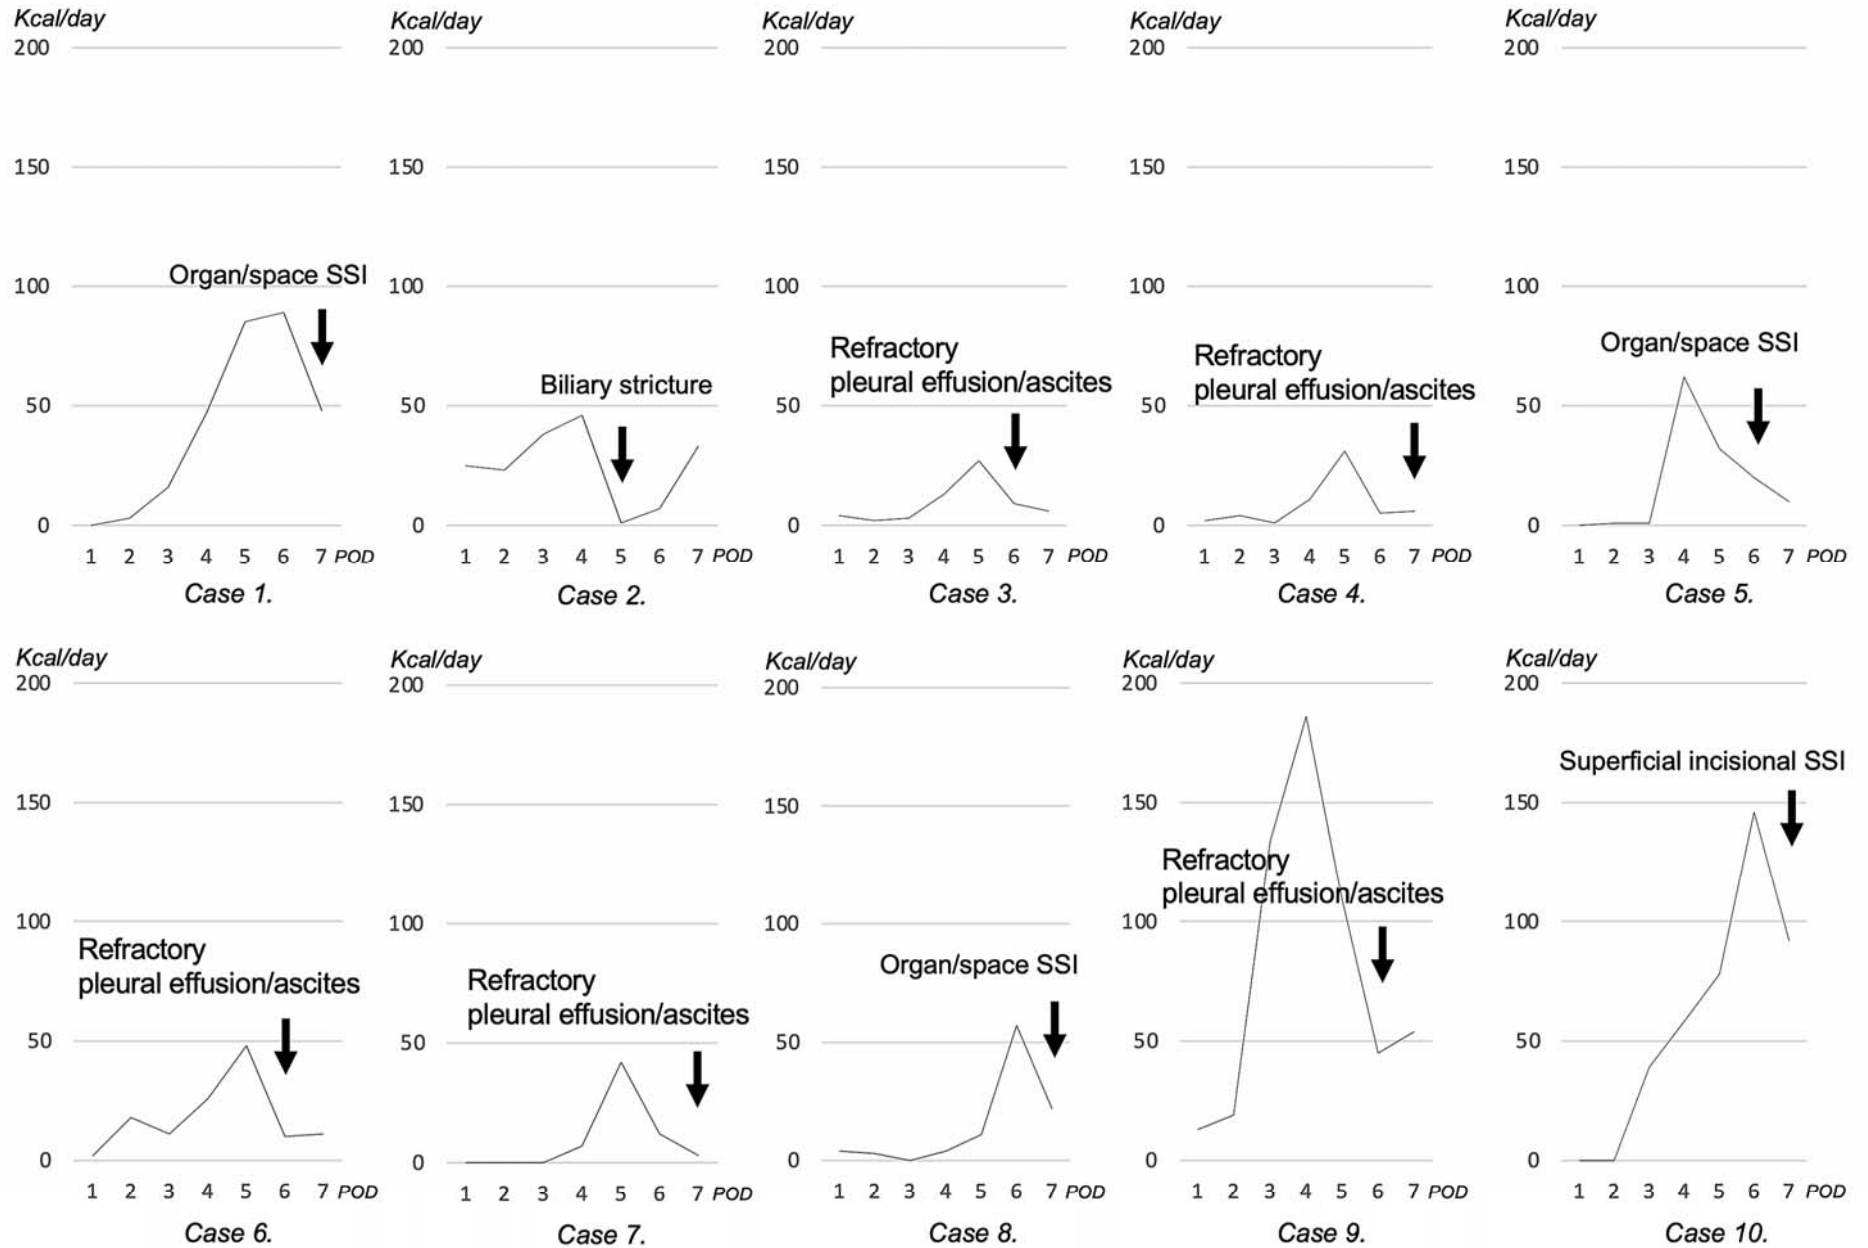 Kcal/day
200
150
100
50
0
Organ/space SSI
1 2 3 4 5 6 7 POD
Case 1.
Kcal/day
200
150
100
50
0
Biliary stricture
1 2 3 4 5 6 7 POD
Case 2.
Kcal/day
200
150
100
50
0
Refractory
pleural effusion/ascites
1 2 3 4 5 6 7 POD
Case 3.
Kcal/day
200
150
100
50
0
Refractory
pleural effusion/ascites
1 2 3 4 5 6 7 POD
Case 4.
Kcal/day
200
150
100
50
0
Organ/space SSI
1 2 3 4 5 6 7 POD
Case 5.
Kcal/day
200
150
100
50
0
Refractory
pleural effusion/ascites
1 2 3 4 5 6 7 POD
Case 6.
Kcal/day
200
150
100
50
0
Refractory
pleural effusion/ascites
1 2 3 4 5 6 7 POD
Case 7.
Kcal/day
200
150
100
50
0
Organ/space SSI
1 2 3 4 5 6 7 POD
Case 8.
Kcal/day
200
150
100
50
0
Refractory
pleural effusion/ascites
1 2 3 4 5 6 7 POD
Case 9.
Kcal/day
200
150
100
50
0
Superficial incisional SSI
1 2 3 4 5 6 7 POD
Case 10.